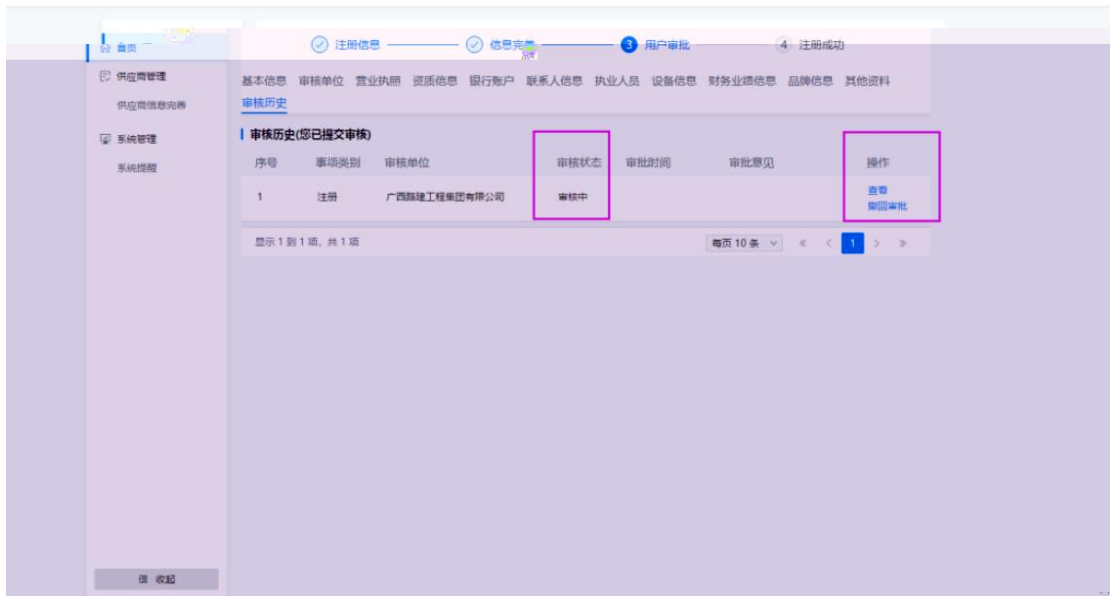 首页
供应商管理
供应商信息完善
系统管理
系统提醒
收起
注册信息 信息完善 3 用户审批 4 注册成功
基本信息 审核单位 营业执照 资质信息 银行账户 联系人信息 执业人员 设备信息 财务业绩信息 品牌信息 其他资料
审核历史
审核历史(您已提交审核)
序号 事项类别 审核单位 审核状态 审批时间 审批意见 操作
1 注册 广西路建工程集团有限公司 审核中 查看
撤回审批
显示 1 到 1 项，共 1 项 每页 10 条 « < 1 > »